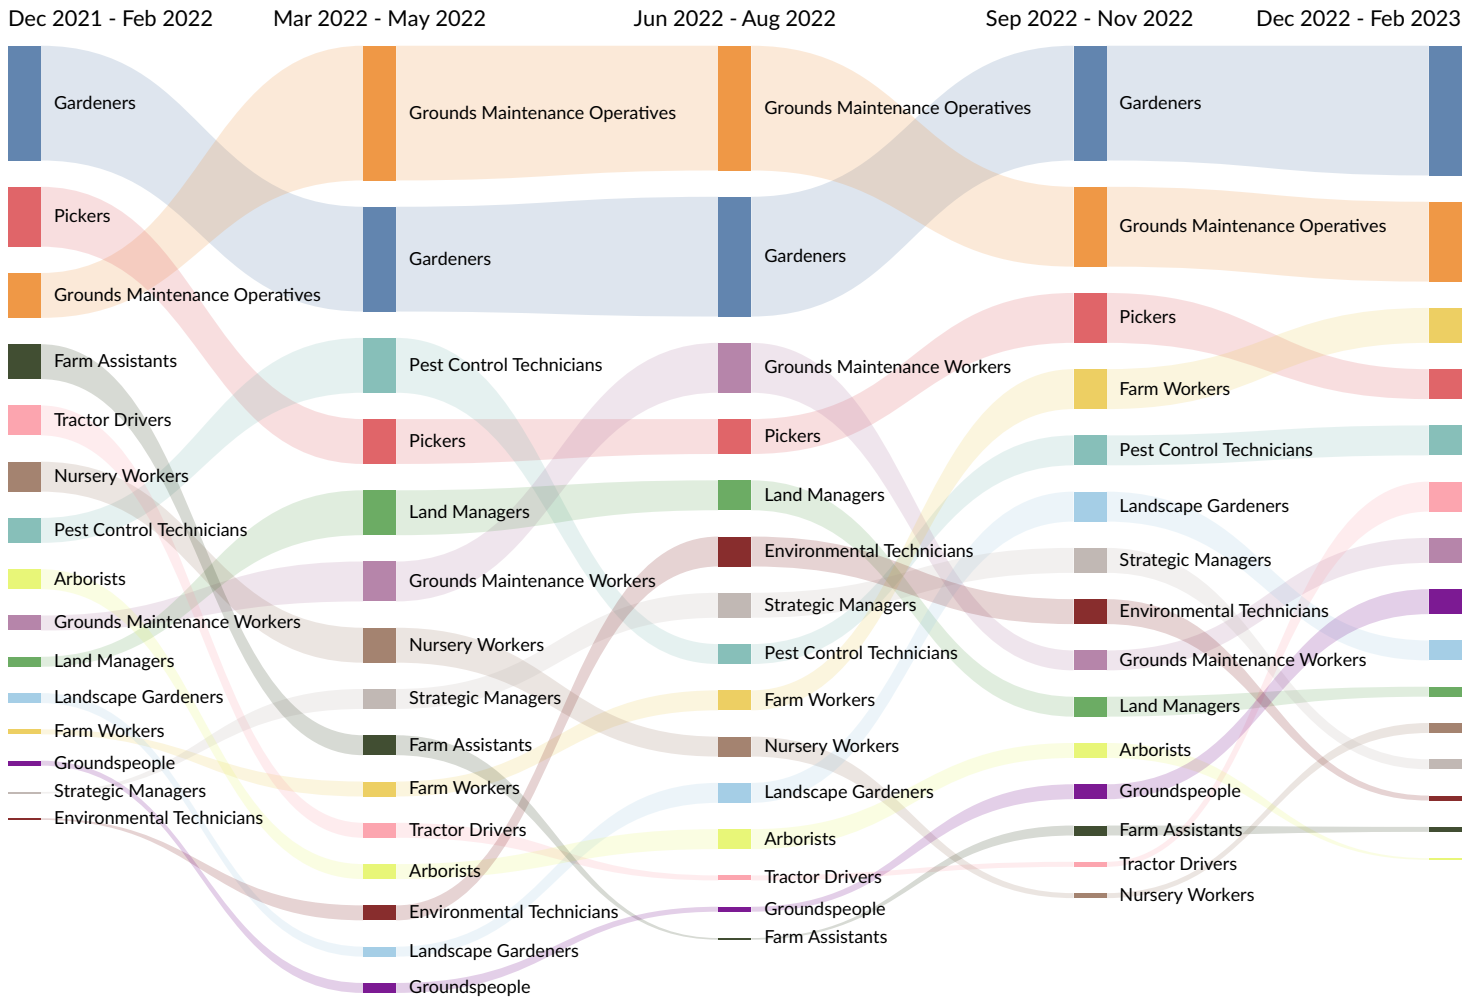 Dec 2021 - Feb 2022
Mar 2022 - May 2022
Jun 2022 - Aug 2022
Sep 2022 - Nov 2022
Dec 2022 - Feb 2023
Gardeners
Pickers
Grounds Maintenance Operatives
Farm Assistants
Tractor Drivers
Nursery Workers
Pest Control Technicians
Arborists
Grounds Maintenance Workers
Land Managers
Landscape Gardeners
Farm Workers
Groundspeople
Strategic Managers
Environmental Technicians
Grounds Maintenance Operatives
Gardeners
Pest Control Technicians
Pickers
Land Managers
Grounds Maintenance Workers
Nursery Workers
Strategic Managers
Farm Assistants
Farm Workers
Tractor Drivers
Arborists
Environmental Technicians
Landscape Gardeners
Groundspeople
Grounds Maintenance Operatives
Gardeners
Grounds Maintenance Workers
Pickers
Land Managers
Environmental Technicians
Strategic Managers
Pest Control Technicians
Farm Workers
Nursery Workers
Landscape Gardeners
Arborists
Tractor Drivers
Groundspeople
Farm Assistants
Gardeners
Grounds Maintenance Operatives
Pickers
Farm Workers
Pest Control Technicians
Landscape Gardeners
Strategic Managers
Environmental Technicians
Grounds Maintenance Workers
Land Managers
Arborists
Groundspeople
Farm Assistants
Tractor Drivers
Nursery Workers